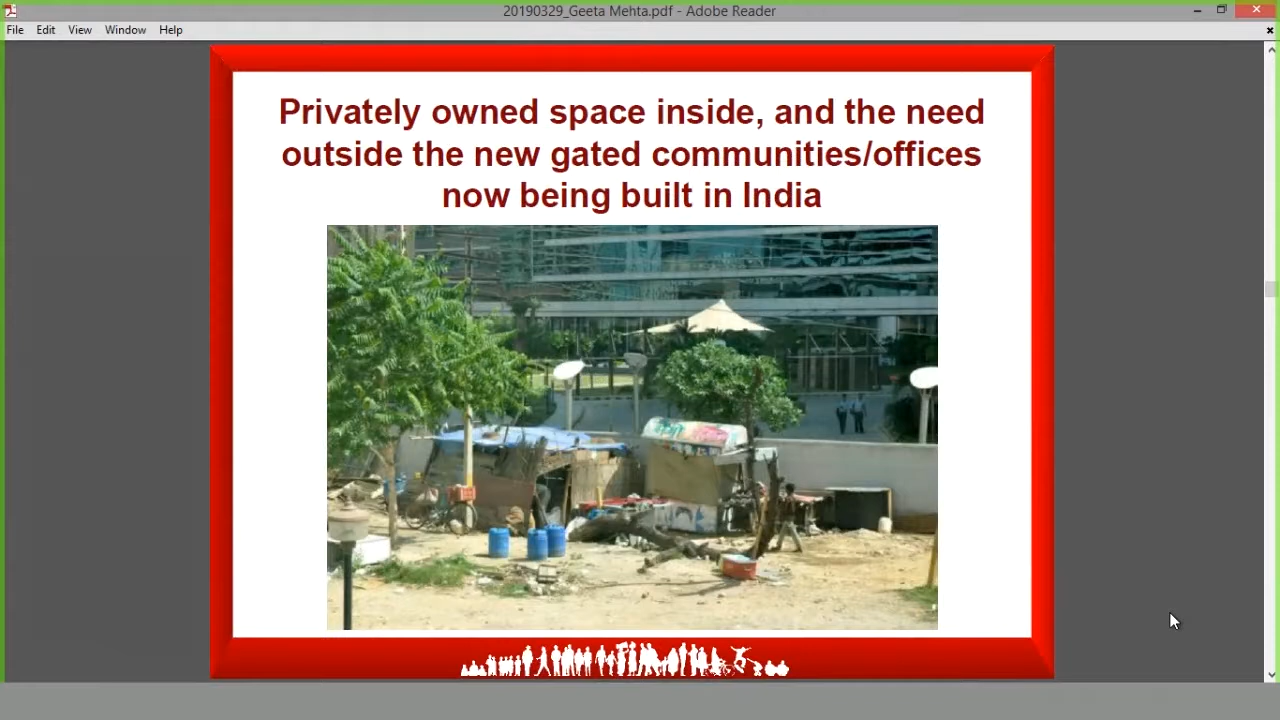 20190329_Geeta Mehta.pdf - Adobe Reader
File Edit View Window Help
Privately owned space inside, and the need
outside the new gated communities/offices
now being built in India